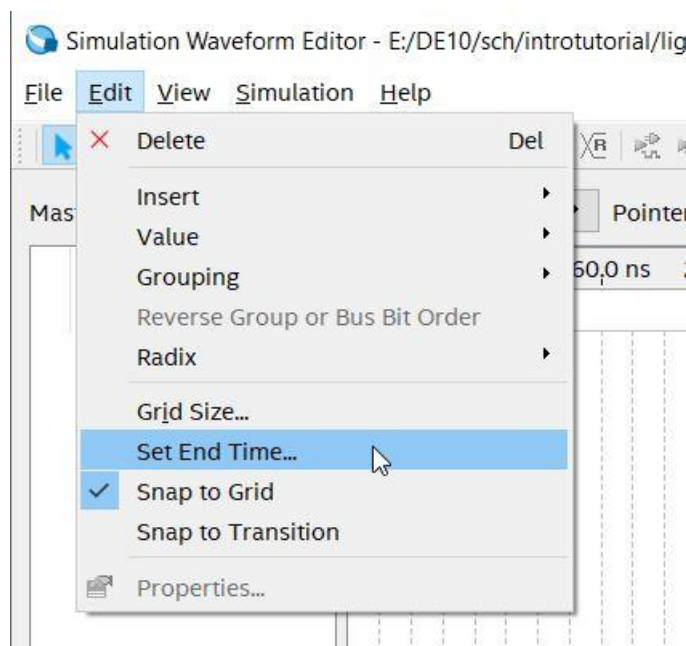 Simulation Waveform Editor - E:/DE10/sch/introtutorial/lig
File Edit View Simulation Help
Delete Del
Insert
Value
Pointer
Grouping
60.0 ns
Reverse Group or Bus Bit Order
Radix
Grid Size...
Set End Time...
Snap to Grid
Snap to Transition
Properties...